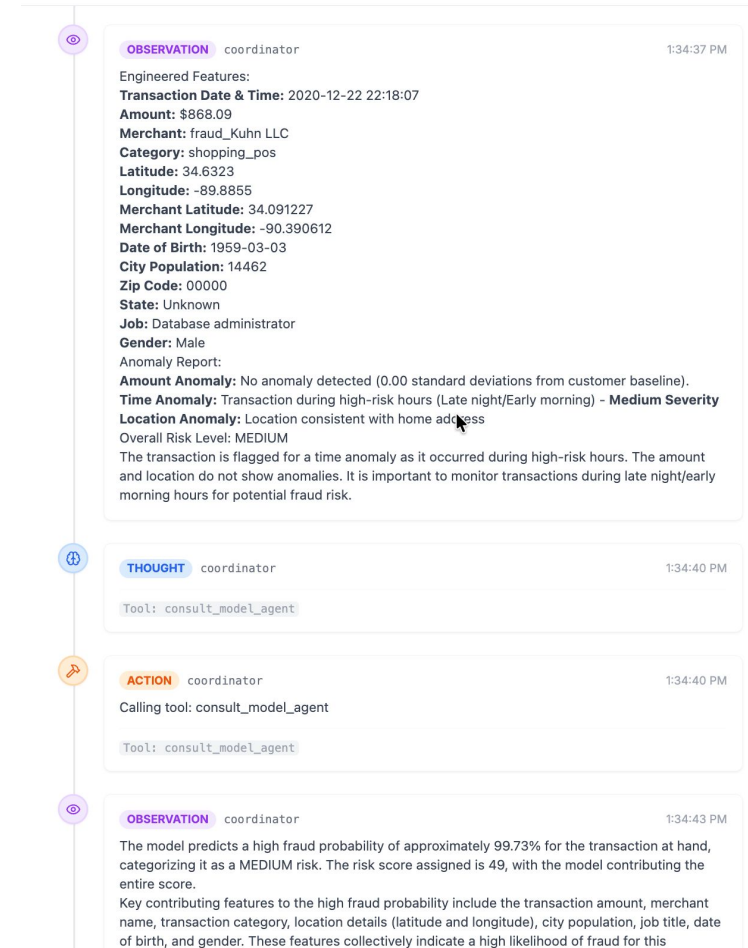 OBSERVATION coordinator 1:34:37 PM
Engineered Features:
Transaction Date & Time: 2020-12-22 22:18:07
Amount: $868.09
Merchant: fraud_Kuhn LLC
Category: shopping_pos
Latitude: 34.6323
Longitude: -89.8855
Merchant Latitude: 34.091227
Merchant Longitude: -90.390612
Date of Birth: 1959-03-03
City Population: 14462
Zip Code: 00000
State: Unknown
Job: Database administrator
Gender: Male
Anomaly Report:
Amount Anomaly: No anomaly detected (0.00 standard deviations from customer baseline).
Time Anomaly: Transaction during high-risk hours (Late night/Early morning) - Medium Severity
Location Anomaly: Location consistent with home address
Overall Risk Level: MEDIUM
The transaction is flagged for a time anomaly as it occurred during high-risk hours. The amount
and location do not show anomalies. It is important to monitor transactions during late night/early
morning hours for potential fraud risk.
THOUGHT coordinator 1:34:40 PM
Tool: consult_model_agent
ACTION coordinator 1:34:40 PM
Calling tool: consult_model_agent
Tool: consult_model_agent
OBSERVATION coordinator 1:34:43 PM
The model predicts a high fraud probability of approximately 99.73% for the transaction at hand,
categorizing it as a MEDIUM risk. The risk score assigned is 49, with the model contributing the
entire score.
Key contributing features to the high fraud probability include the transaction amount, merchant
name, transaction category, location details (latitude and longitude), city population, job title, date
of birth, and gender. These features collectively indicate a high likelihood of fraud for this